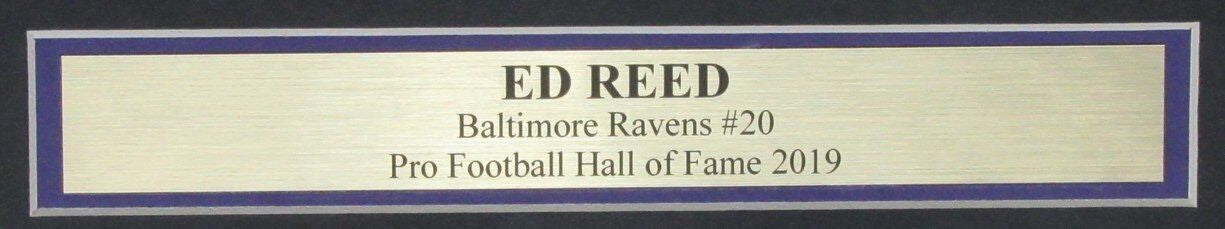 ED REED
Baltimore Ravens #20
Pro Football Hall of Fame 2019